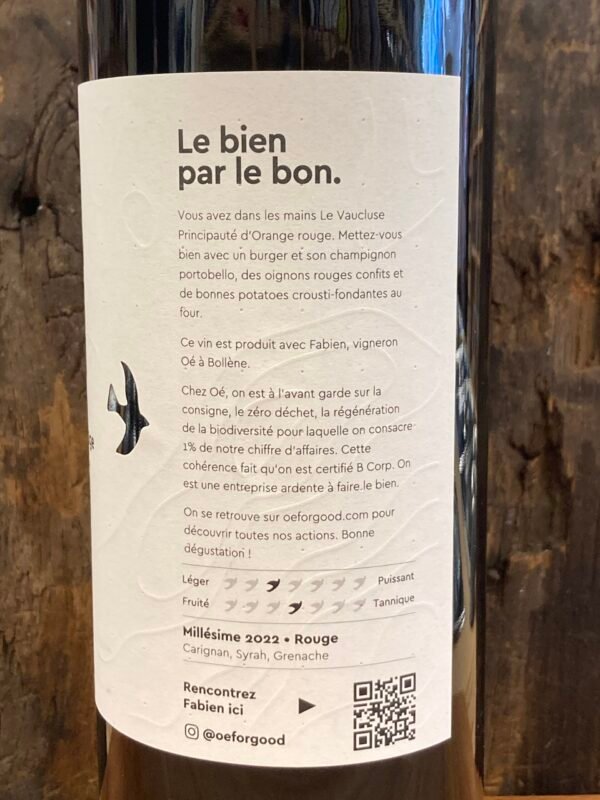 Le bien
par le bon.
Vous avez dans les mains Le Vaucluse
Principauté d'Orange rouge. Mettez-vous
bien avec un burger et son champignon
portobello, des oignons rouges confits et
de bonnes potatoes crousti-fondantes au
four.
Ce vin est produit avec Fabien, vigneron
Oé à Bollène.
Chez Oé, on est à l'avant garde sur la
consigne, le zéro déchet, la régénération
de la biodiversité pour laquelle on consacre
1% de notre chiffre d'affaires. Cette
cohérence fait qu'on est certifié B Corp. On
est une entreprise ardente à faire le bien.
On se retrouve sur oeforgood.com pour
découvrir toutes nos actions. Bonne
dégustation !
Léger Puissant
Fruité Tannique
Millésime 2022 • Rouge
Carignan, Syrah, Grenache
Rencontrez
Fabien ici
@oeforgood